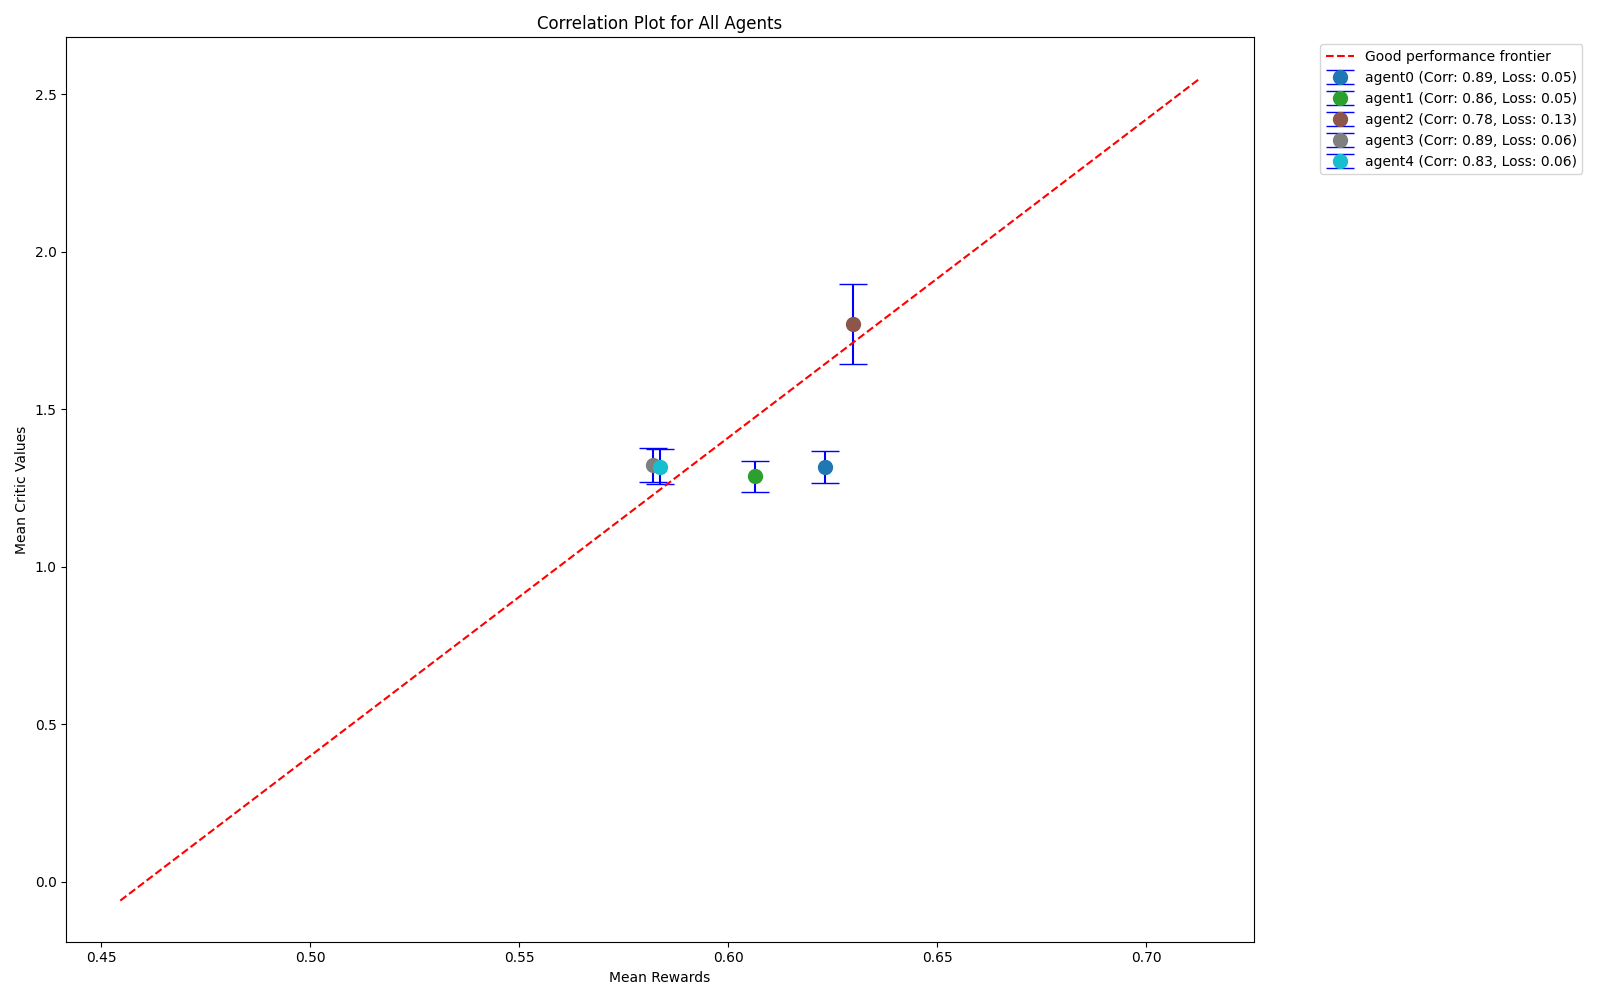 Correlation Plot for All Agents
Good performance frontier
agent0 (Corr: 0.89, Loss: 0.05)
agent1 (Corr: 0.86, Loss: 0.05)
agent2 (Corr: 0.78, Loss: 0.13)
agent3 (Corr: 0.89, Loss: 0.06)
agent4 (Corr: 0.83, Loss: 0.06)
Mean Critic Values
2.5
2.0
1.5
1.0
0.5
0.0
0.45 0.50 0.55 0.60 0.65 0.70
Mean Rewards